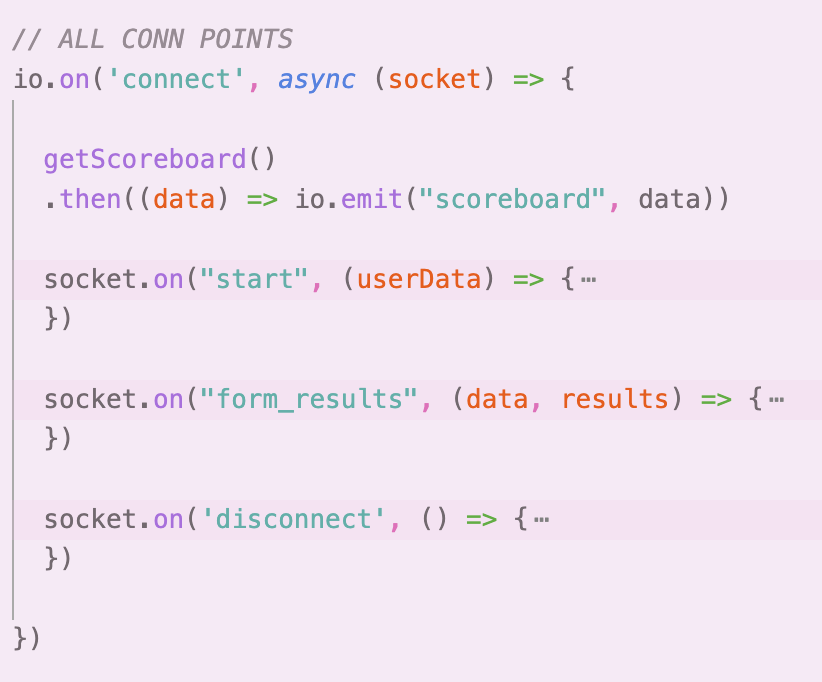 // ALL CONN POINTS
io.on('connect', async (socket) => {
getScoreboard()
.then((data) => io.emit("scoreboard", data))
socket.on("start", (userData) => {⋯
})
socket.on("form_results", (data, results) => {⋯
})
socket.on('disconnect', () => {⋯
})
})